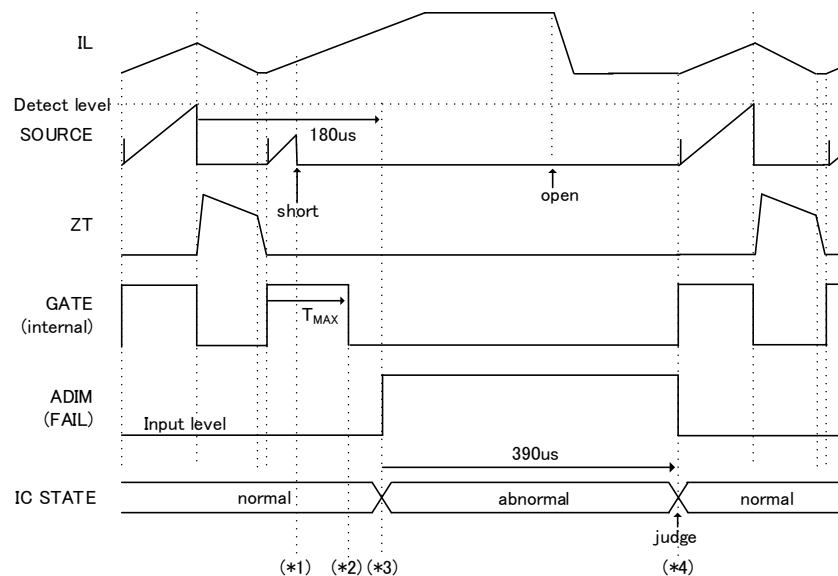 IL
Detect level
SOURCE
180us
short
open
ZT
GATE
(internal)
TMAX
ADIM
(FAIL)
Input level
390us
IC STATE
normal
abnormal
normal
judge
(*1)
(*2)
(*3)
(*4)